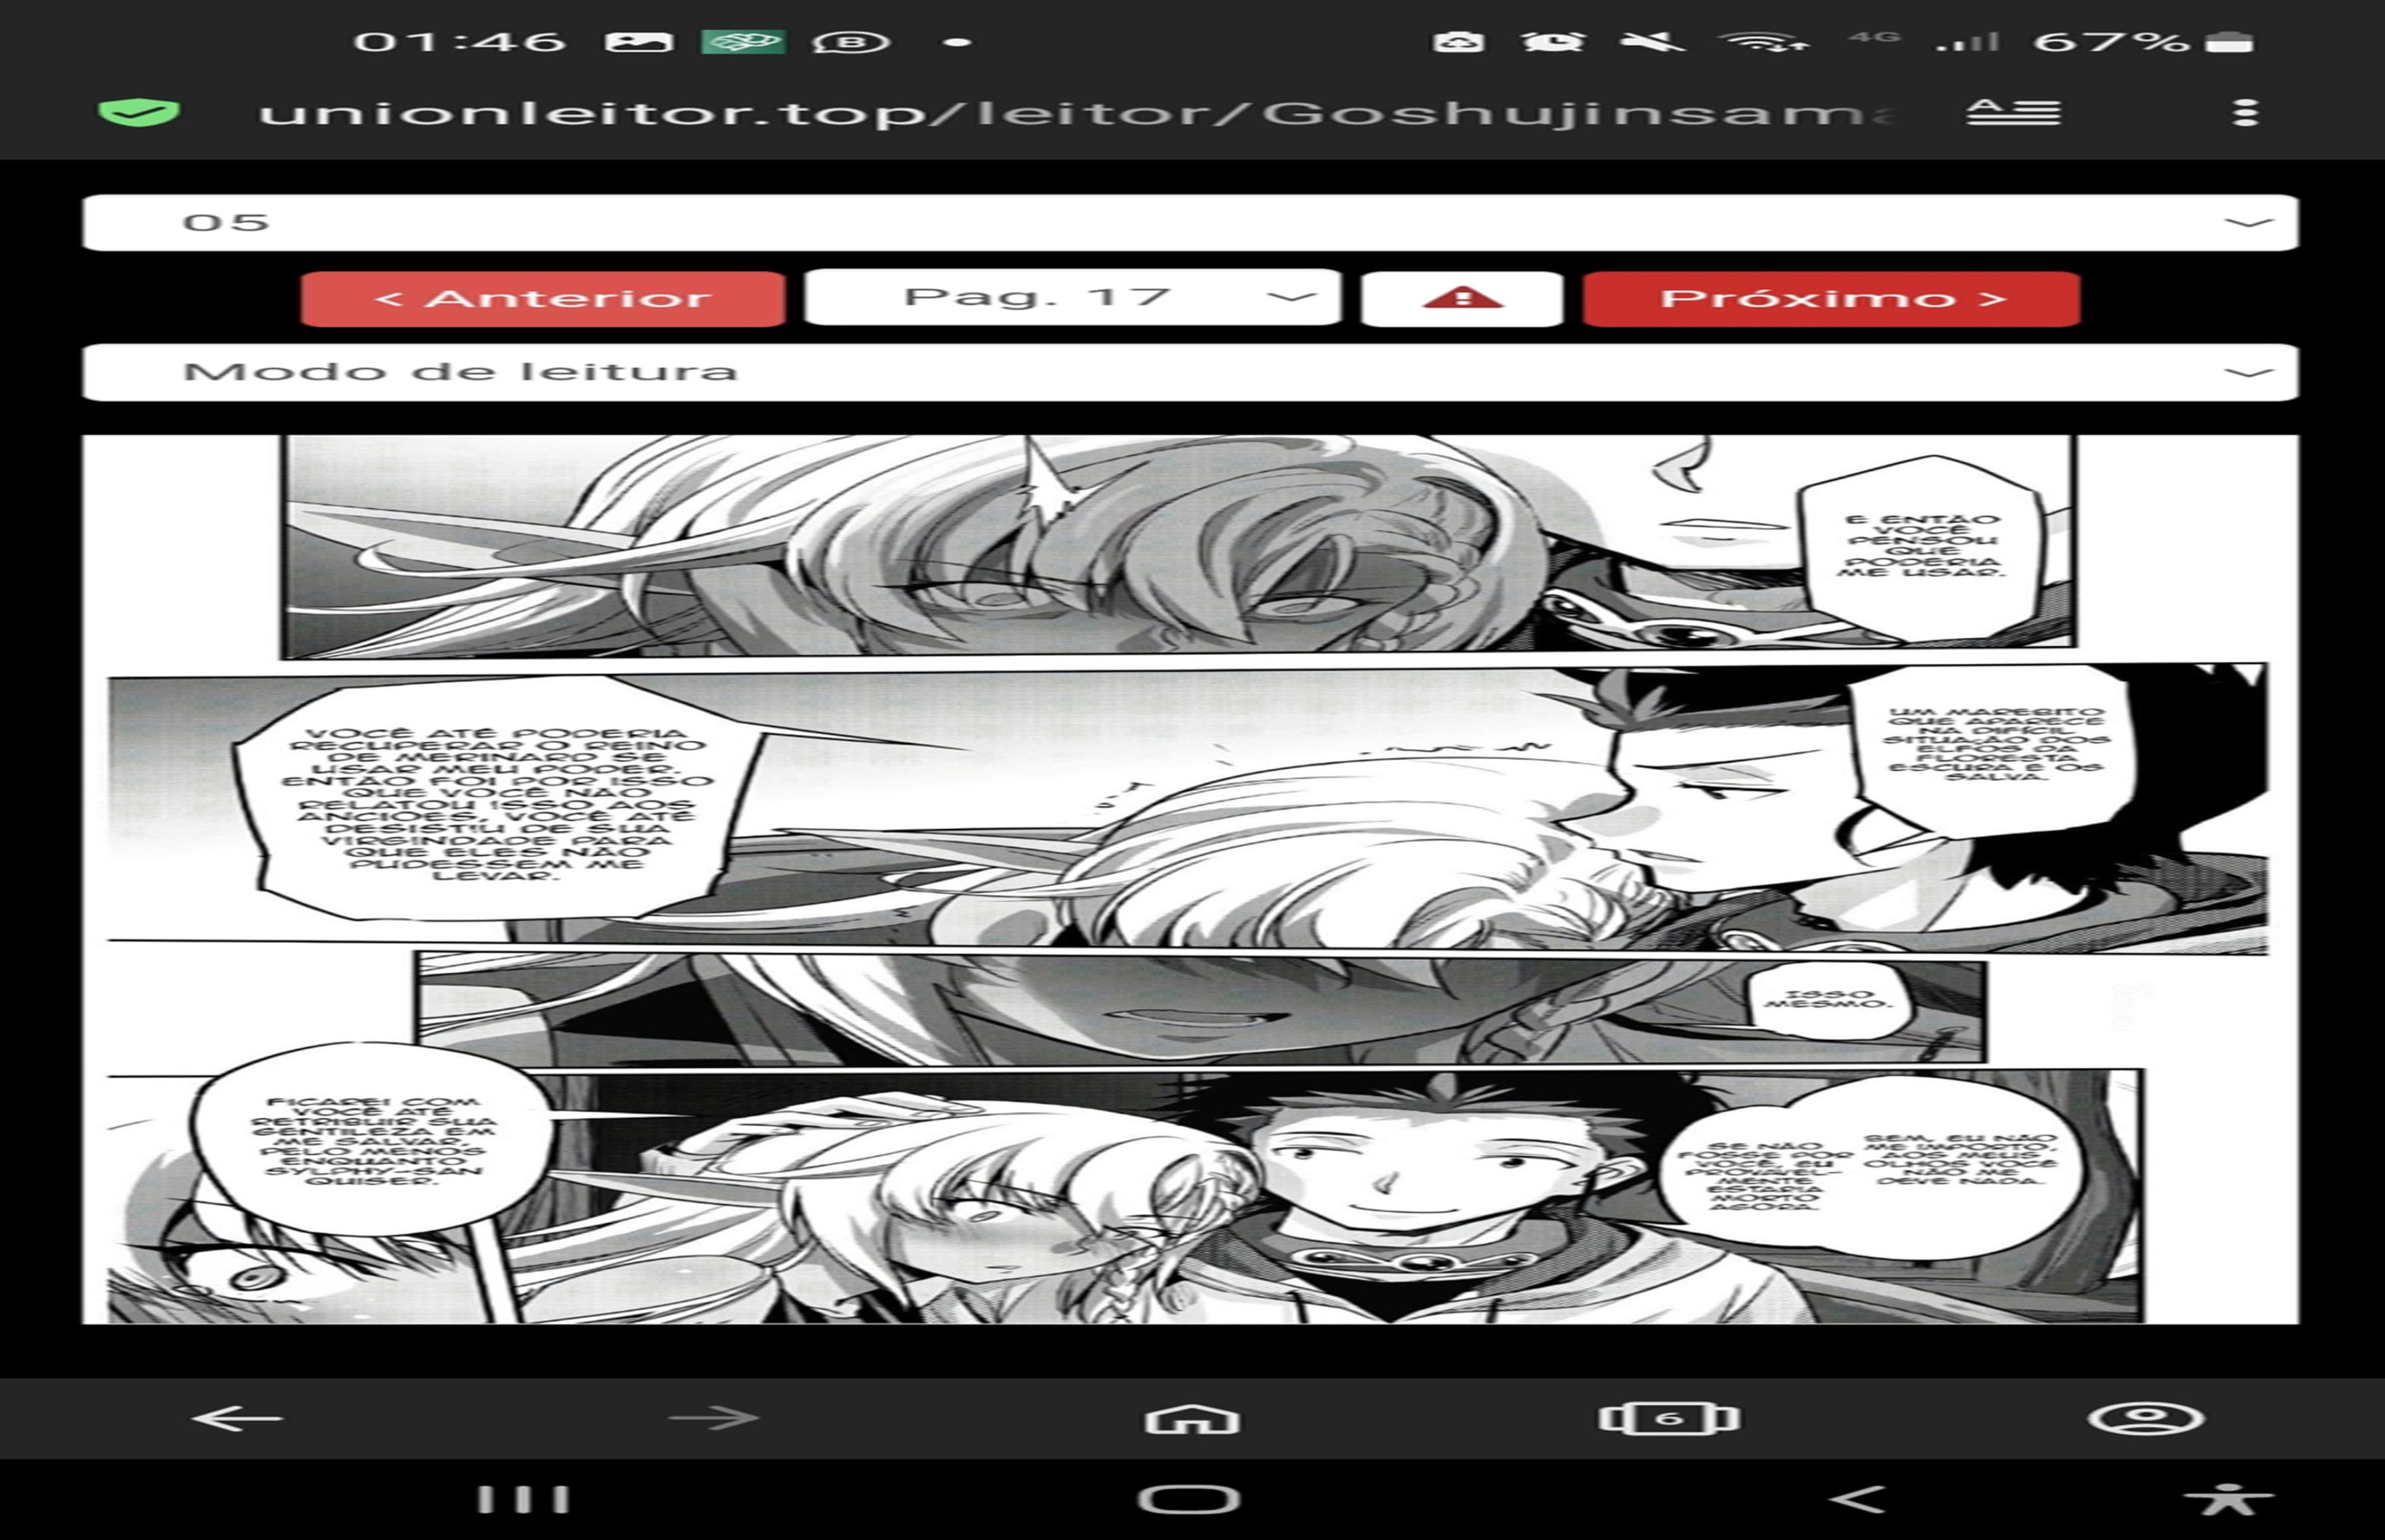 01:46
4G
67%
unionleitor.top/leitor/Goshujinsama
05
< Anterior
Pag. 17
Próximo >
Modo de leitura
E ENTÃO
VOCÊ
PENSOU
QUE
PODERIA
ME USAR.
UM MAREBITO
QUE APARECE
NA DIFÍCIL
SITUAÇÃO DOS
ELFOS DA
FLORESTA
ESCURA E OS
SALVA.
VOCÊ ATÉ PODERIA
RECUPERAR O REINO
DE MERINARD SE
USAR MEU PODER.
ENTÃO FOI POR ISSO
QUE VOCÊ NÃO
RELATOU ISSO AOS
ANCIÕES, VOCÊ ATÉ
DESISTIU DE SUA
VIRGINDADE PARA
QUE ELES NÃO
PUDESSEM ME
LEVAR.
ISSO
MESMO.
BEM, EU NÃO
ME IMPORTO,
AOS MEUS
OLHOS VOCÊ
NÃO ME
DEVE NADA.
SE NÃO
FOSSE POR
VOCÊ, EU
PROVAVEL-
MENTE
ESTARIA
MORTO
AGORA.
FICAREI COM
VOCÊ ATÉ
RETRIBUIR SUA
GENTILEZA EM
ME SALVAR,
PELO MENOS
ENQUANTO
SYLPHY-SAN
QUISER.
6